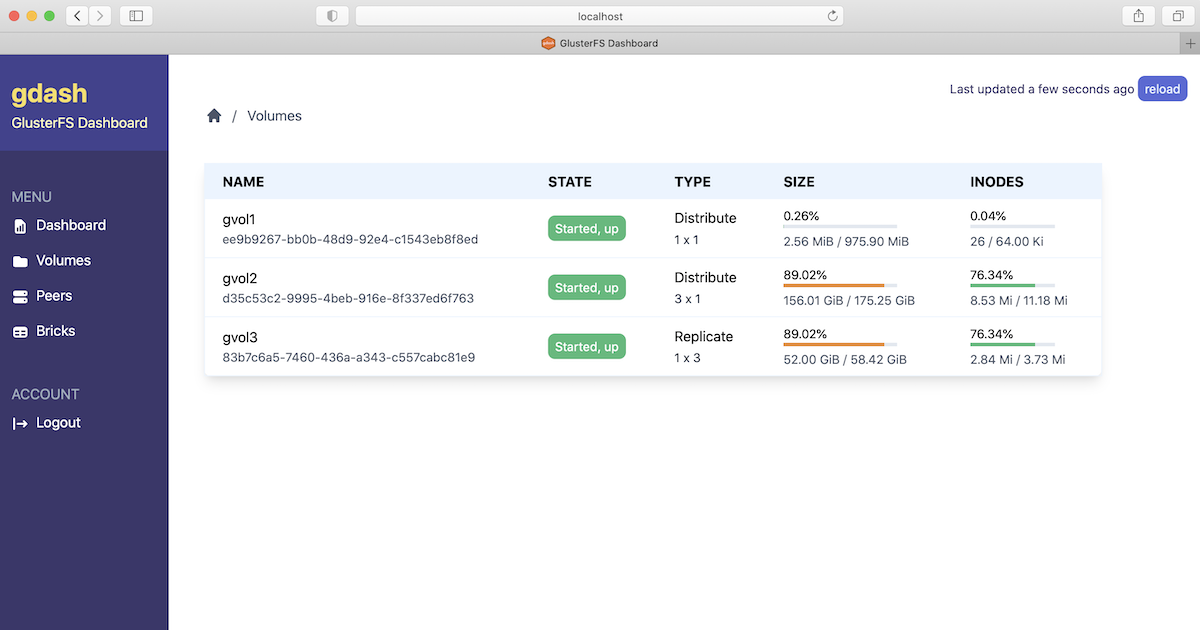 localhost
GlusterFS Dashboard
gdash
GlusterFS Dashboard
Last updated a few seconds ago reload
/ Volumes
MENU
Dashboard
Volumes
Peers
Bricks
ACCOUNT
Logout
NAME STATE TYPE SIZE INODES
gvol1
ee9b9267-bb0b-48d9-92e4-c1543eb8f8ed
Started, up
Distribute
1 x 1
0.26%
2.56 MiB / 975.90 MiB
0.04%
26 / 64.00 Ki
gvol2
d35c53c2-9995-4beb-916e-8f337ed6f763
Started, up
Distribute
3 x 1
89.02%
156.01 GiB / 175.25 GiB
76.34%
8.53 Mi / 11.18 Mi
gvol3
83b7c6a5-7460-436a-a343-c557cabc81e9
Started, up
Replicate
1 x 3
89.02%
52.00 GiB / 58.42 GiB
76.34%
2.84 Mi / 3.73 Mi